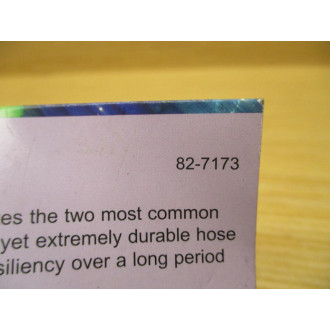 82-7173
es the two most common
yet extremely durable hose
siliency over a long period